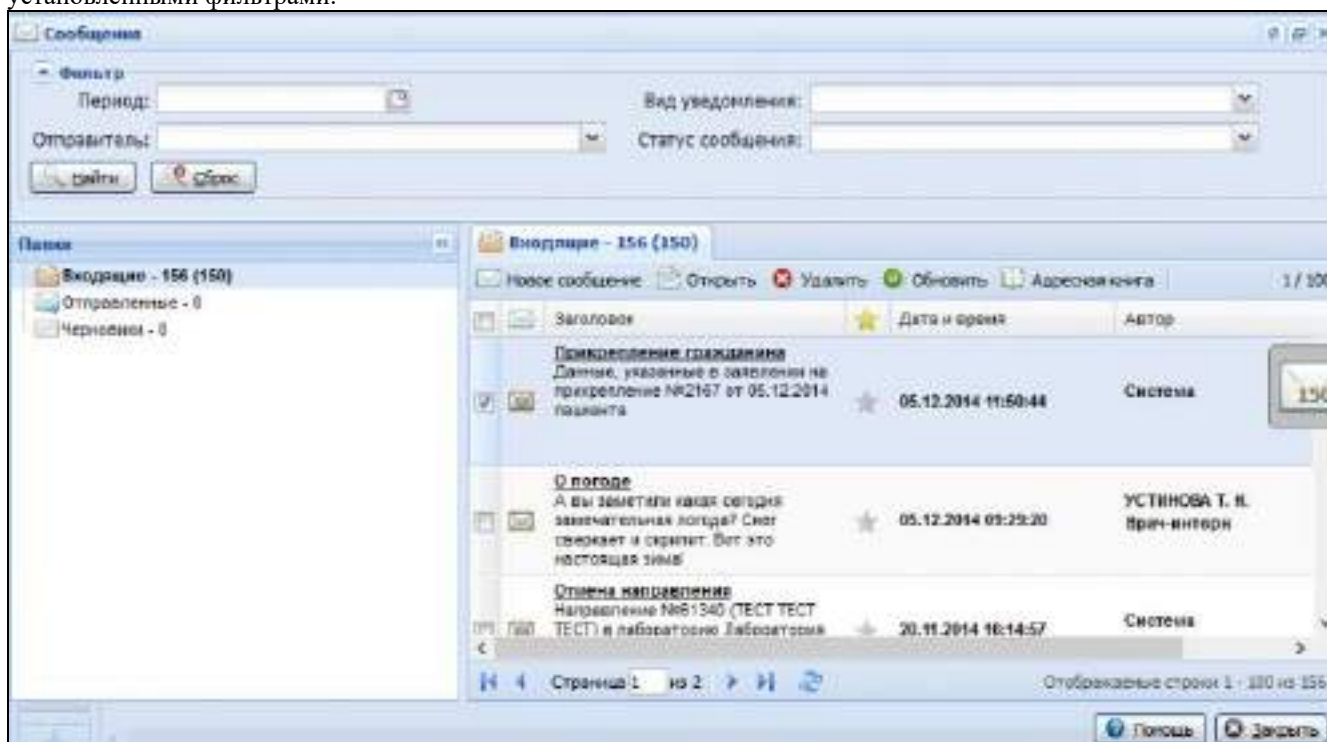 установленными фильтрами.
Сообщения
Фильтр
Период:
Вид уведомления:
Отправитель:
Статус сообщения:
Найти
Сброс
Папки
Входящие - 156 (150)
Отправленные - 0
Черновики - 0
Входящие - 156 (150)
Новое сообщение Открыть Удалить Обновить Адресная книга 1 / 100
Заголовок Дата и время Автор
Прикрепление гражданина
Данные, указанные в заявлении на
прикрепление №2167 от 05.12.2014
пациента
05.12.2014 11:50:44
Система
150
О погоде
А вы заметили какая сегодня
замечательная погода? Снег
сверкает и скрипит. Вот это
настоящая зима!
05.12.2014 09:29:20
УСТИНОВА Т. Н.
Врач-интерн
Отмена направления
Направление №61340 (ТЕСТ ТЕСТ
ТЕСТ) в лабораторию Лаборатория
20.11.2014 16:14:57
Система
Страница 1 из 2
Отображаемые строки 1 - 100 из 156
Помощь
Закрыть